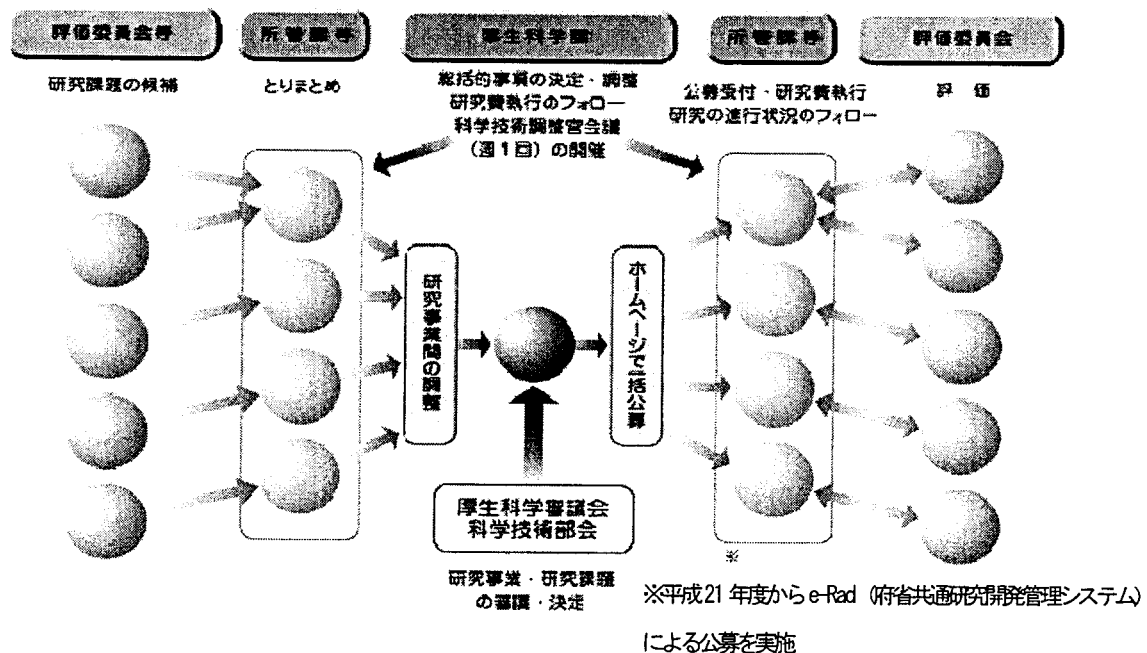 評価委員会等
所管課等
厚生科学課
所管課等
評価委員会
研究課題の候補
とりまとめ
総括的事項の決定・調整
研究費執行のフォロー
科学技術調整官会議
(週1回)の開催
公募受付・研究費執行
研究の進行状況のフォロー
評 価
研究事業間の調整
ホームページで一括公募
厚生科学審議会
科学技術部会
研究事業・研究課題
の審議・決定
※
※平成21年度からe-Rad(府省共通研究開発管理システム)
による公募を実施